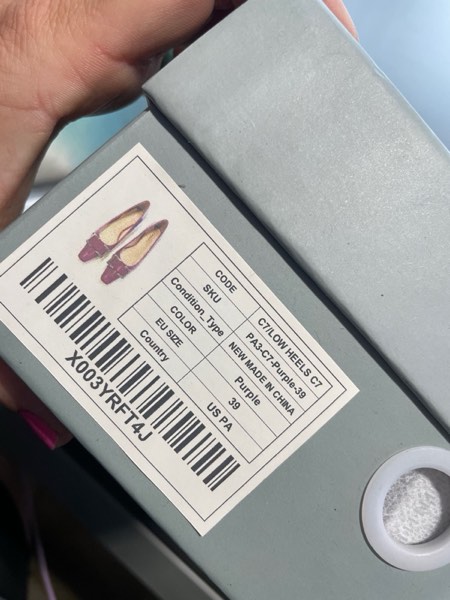 CODE C7/LOW HEELS C7
SKU PA3-C7-Purple-39
Condition_Type NEW MADE IN CHINA
COLOR Purple
EU SIZE 39
Country US PA
X003YRFT4J